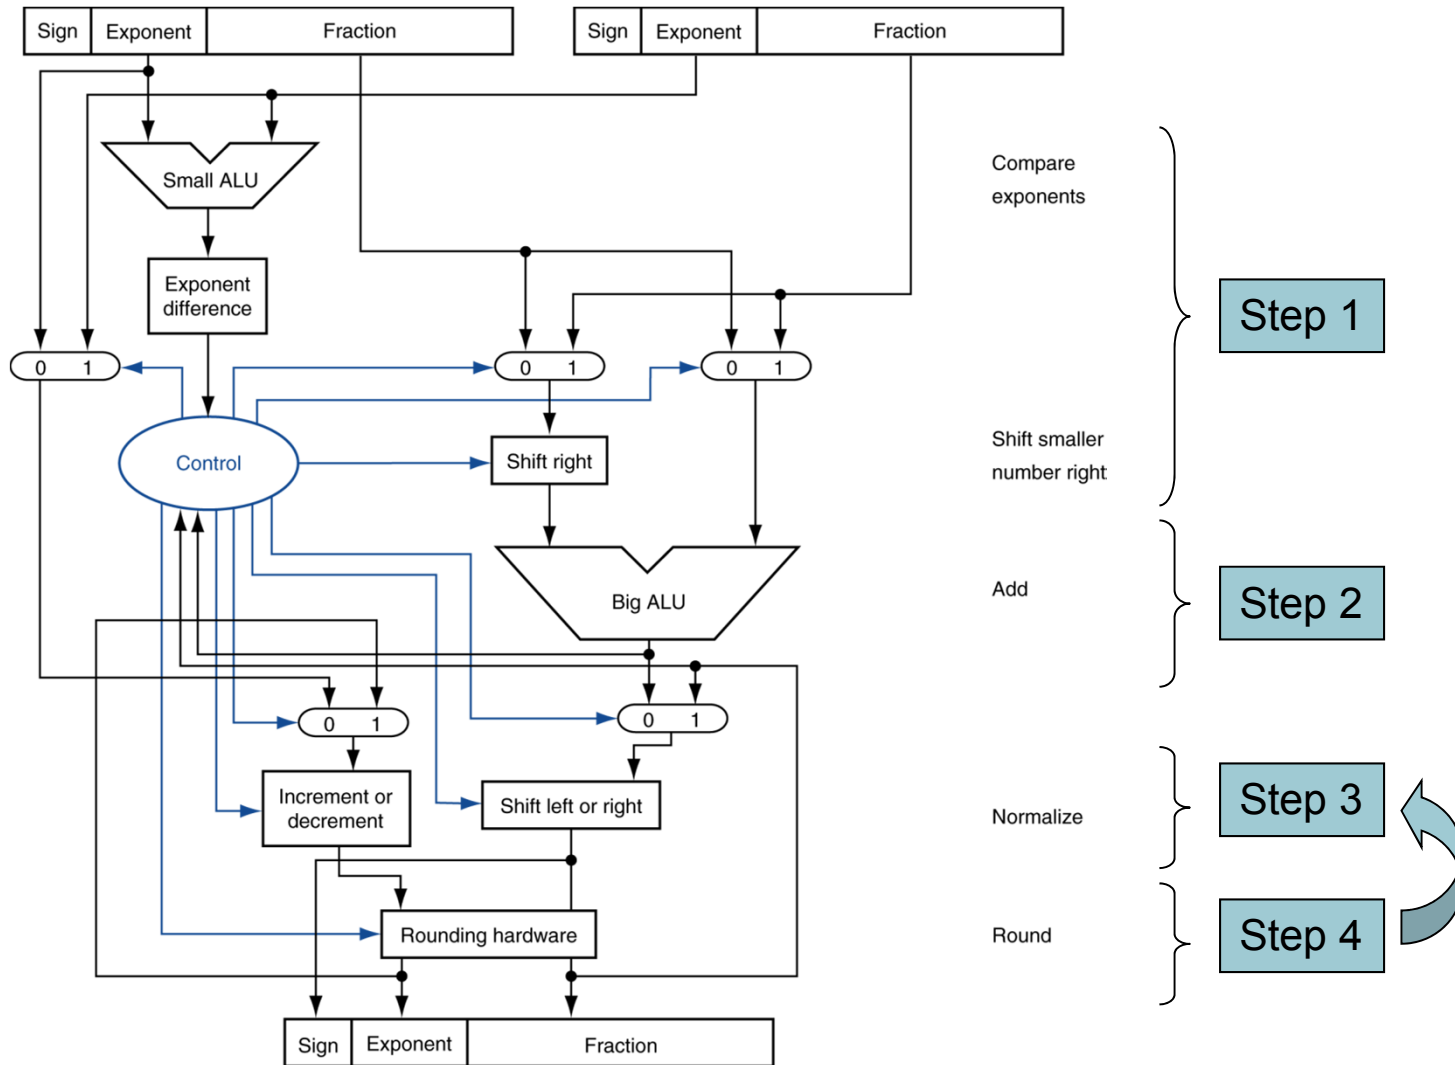 Sign Exponent Fraction Sign Exponent Fraction
Compare
exponents
Small ALU
Step 1
Exponent
difference
0 1 0 1 0 1
Shift smaller
number right
Control
Shift right
Add
Step 2
Big ALU
0 1 0 1
Step 3
Increment or
decrement
Shift left or right
Normalize
Step 4
Rounding hardware
Round
Sign Exponent Fraction